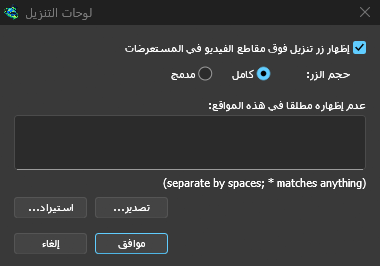 لوحات التنزيل
إظهار زر تنزيل فوق مقاطع الفيديو في المستعرضات
حجم الزر: كامل مدمج
عدم إظهاره مطلقا في هذه المواقع:
(separate by spaces; * matches anything)
تصدير... استيراد...
موافق إلغاء